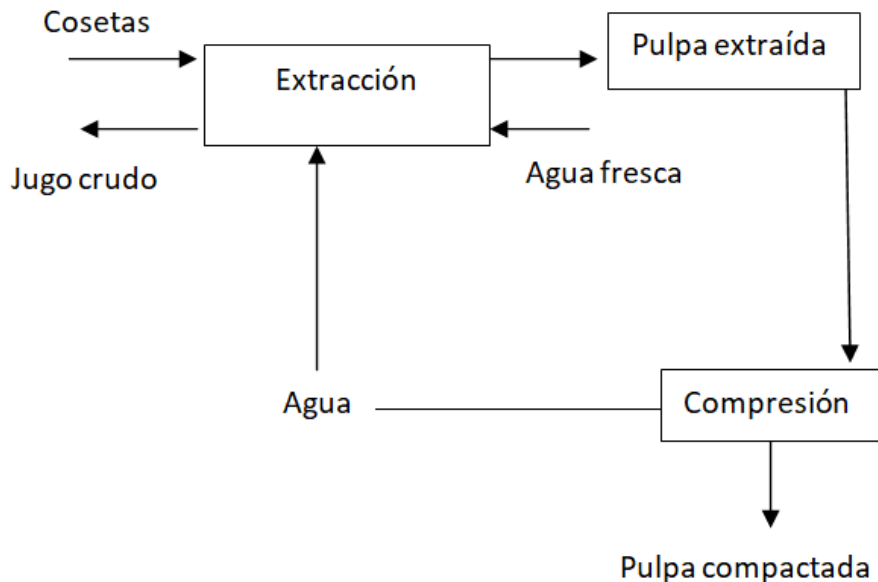 Cosetas
Pulpa extraída
Extracción
Jugo crudo
Agua fresca
Agua
Compresión
Pulpa compactada